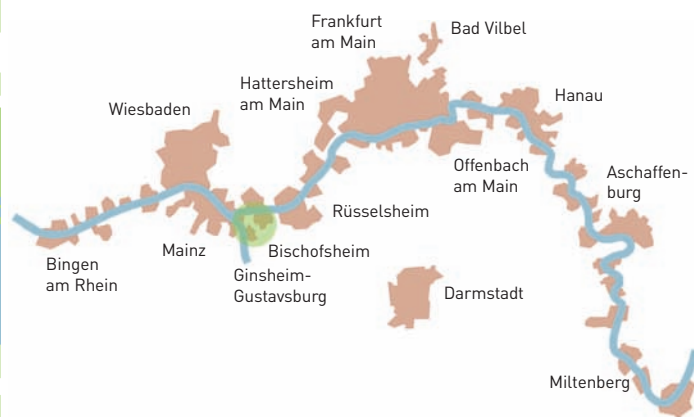 Frankfurt
am Main
Bad Vilbel
Hattersheim
am Main
Wiesbaden
Hanau
Offenbach
am Main
Aschaffen-
burg
Rüsselsheim
Mainz
Bischofsheim
Bingen
am Rhein
Ginsheim-
Gustavsburg
Darmstadt
Miltenberg